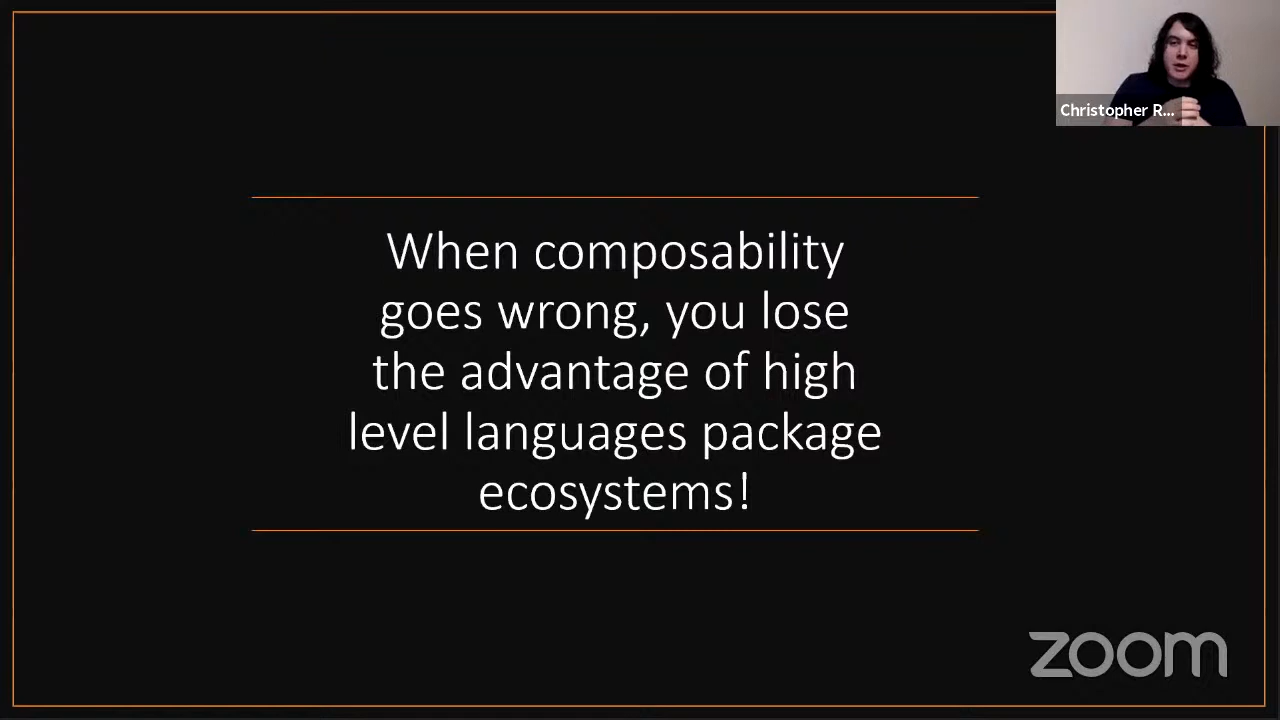 Christopher R...
When composability
goes wrong, you lose
the advantage of high
level languages package
ecosystems!
zoom